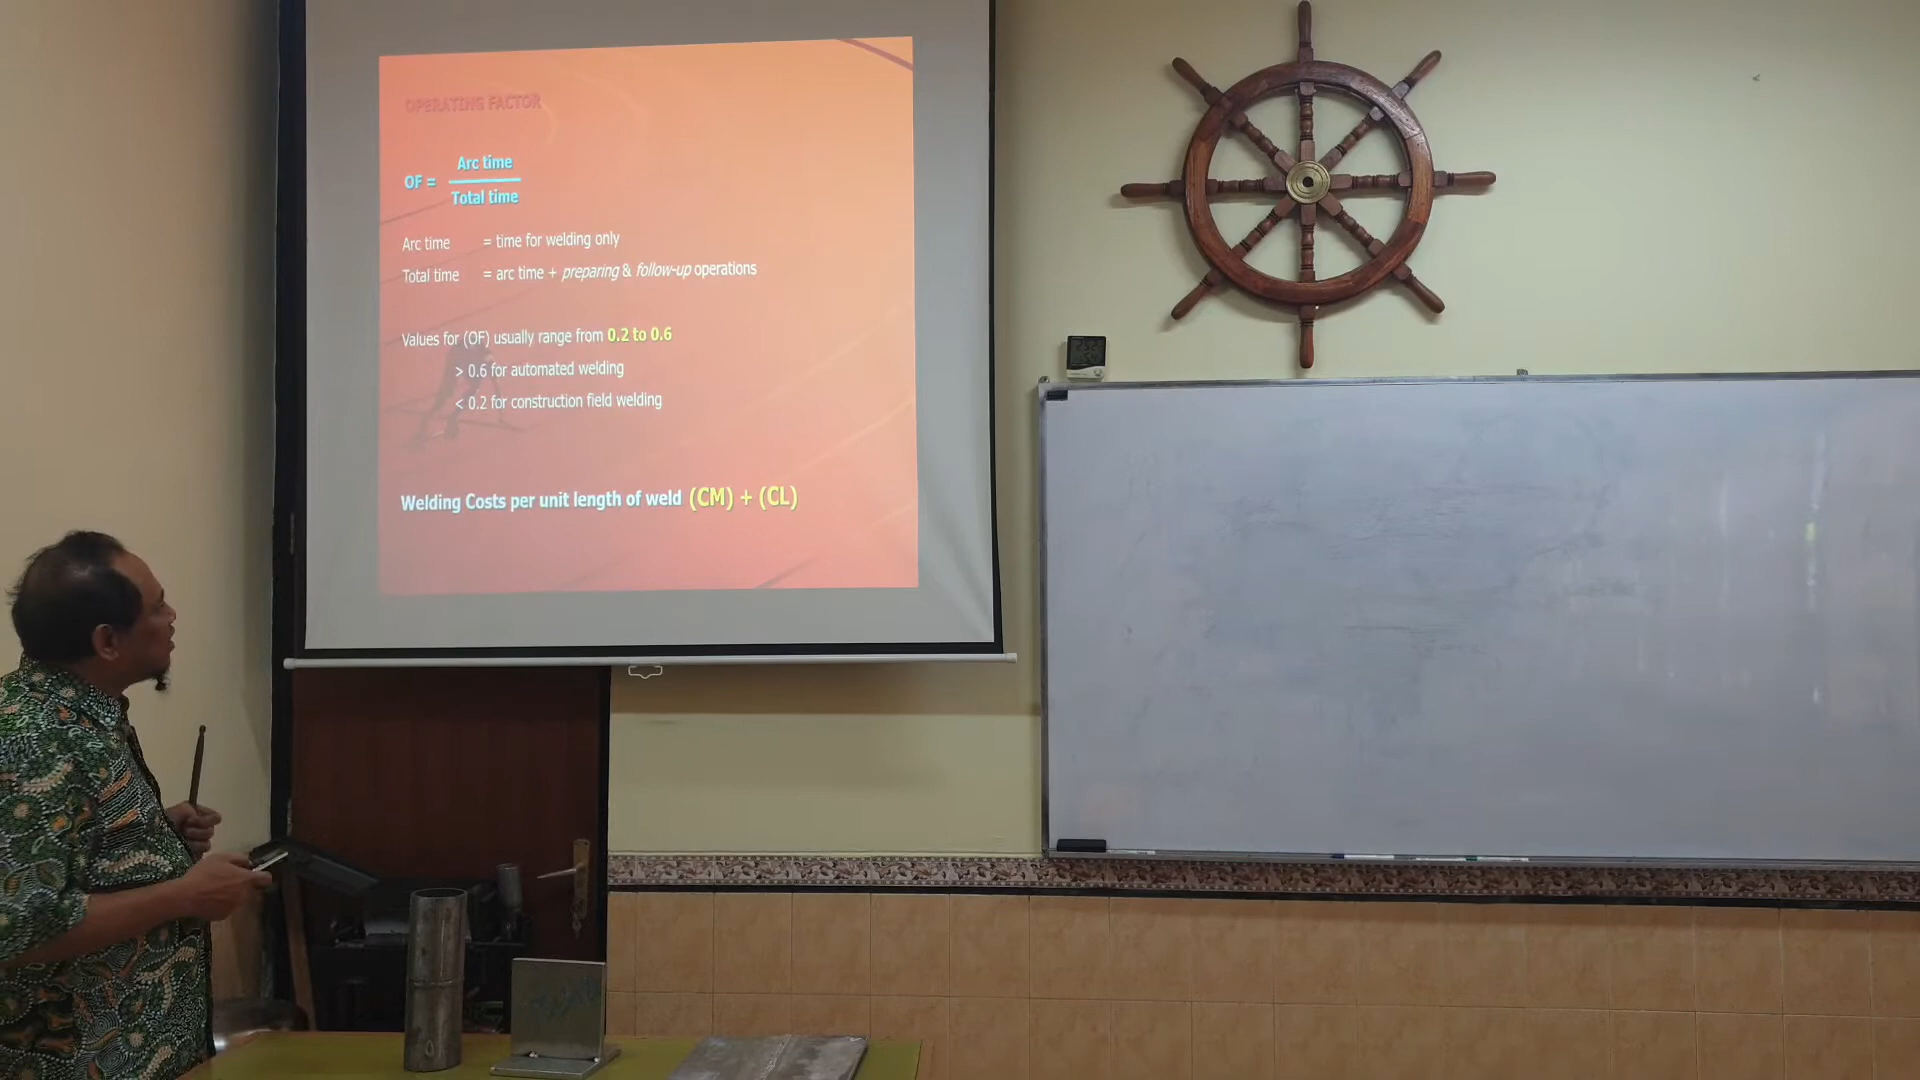 OPERATING FACTOR
OF = Arc time
Total time
Arc time = time for welding only
Total time = arc time + preparing & follow-up operations
Values for (OF) usually range from 0.2 to 0.6
> 0.6 for automated welding
< 0.2 for construction field welding
Welding Costs per unit length of weld (CM) + (CL)